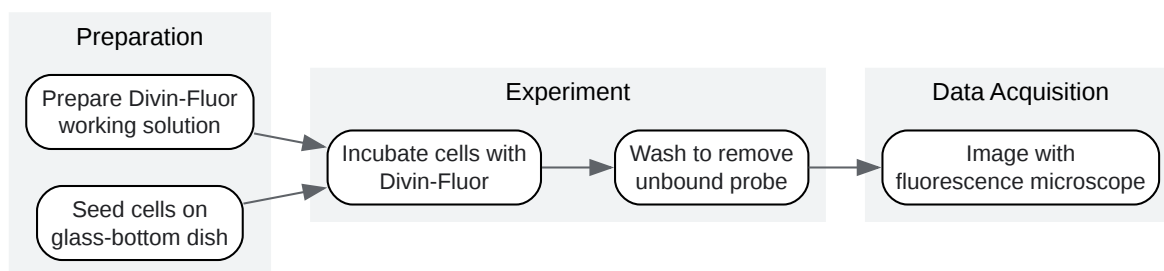 Preparation
Prepare Divin-Fluor
working solution
Seed cells on
glass-bottom dish
Experiment
Incubate cells with
Divin-Fluor
Wash to remove
unbound probe
Data Acquisition
Image with
fluorescence microscope